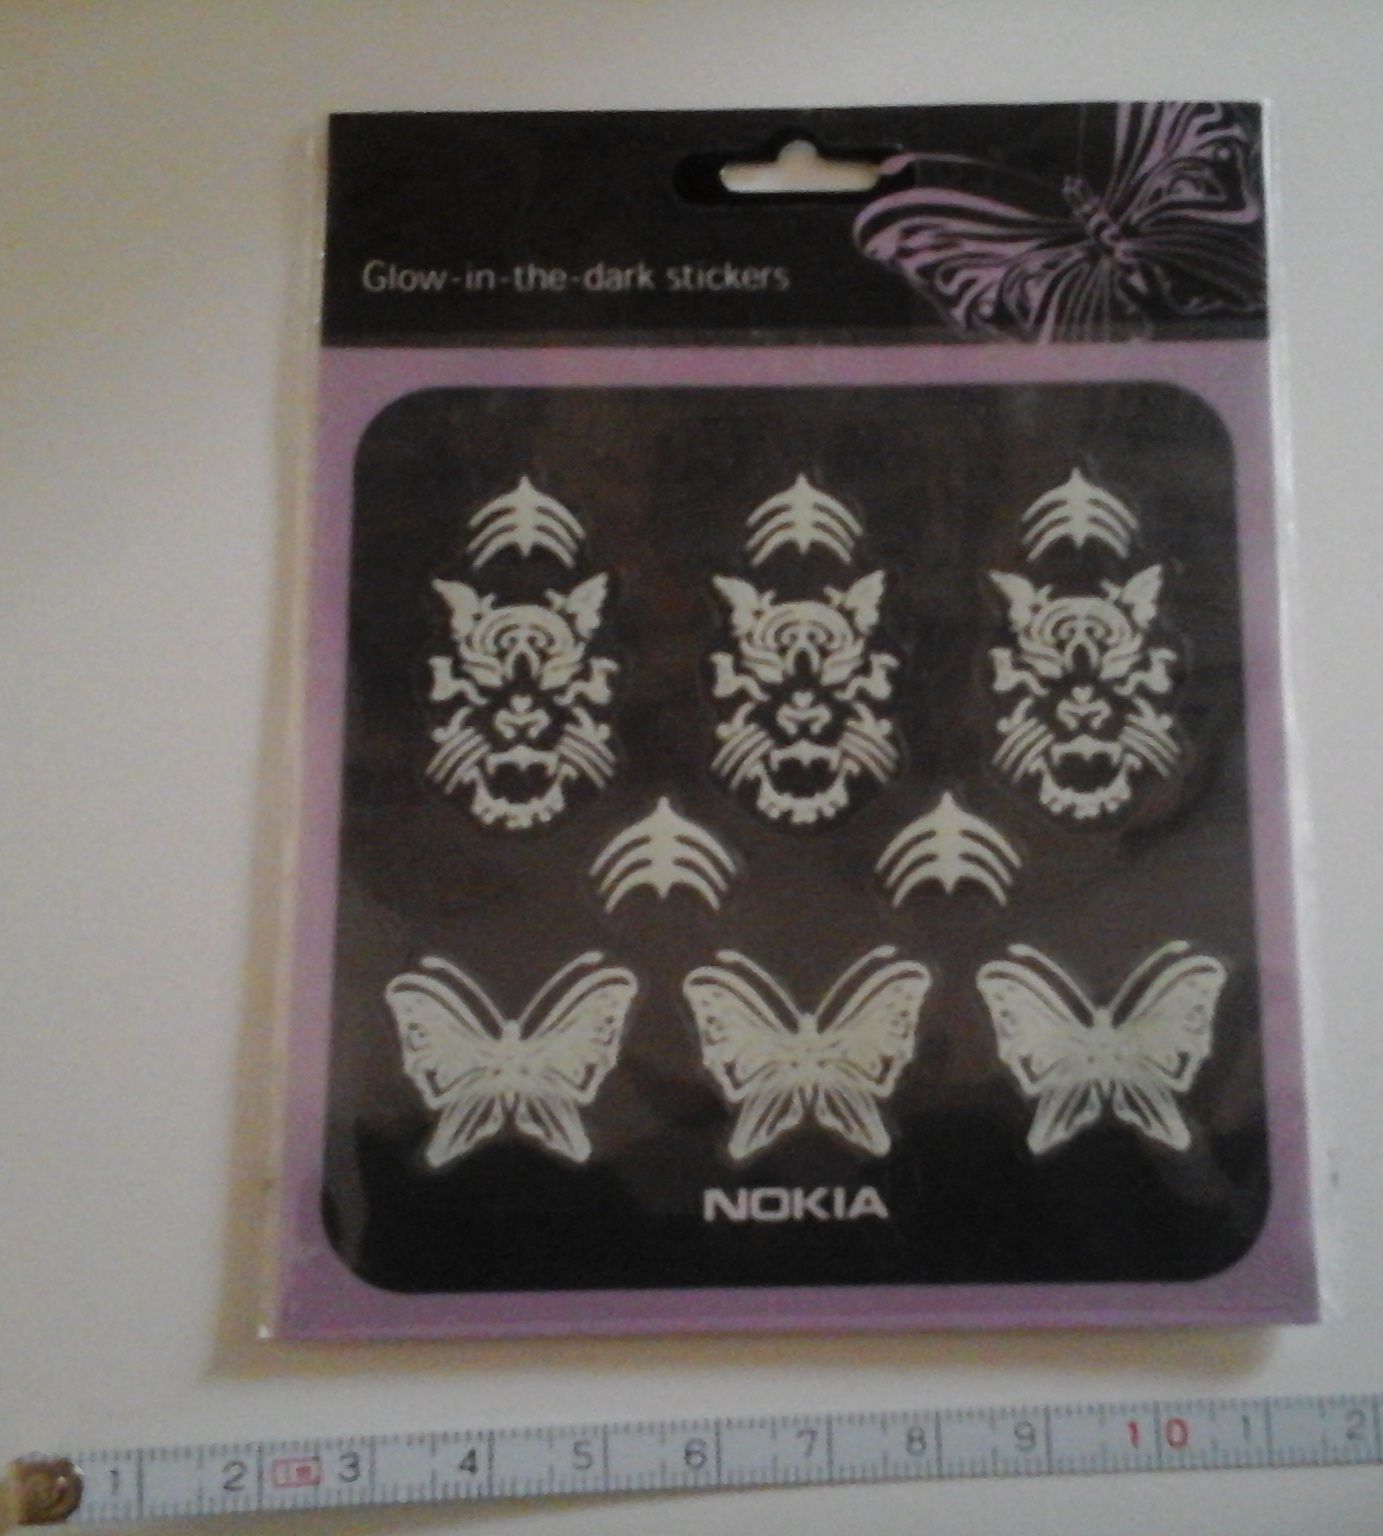 Glow-in-the-dark stickers
NOKIA
1 2 3 4 5 6 7 8 9 10 1 2